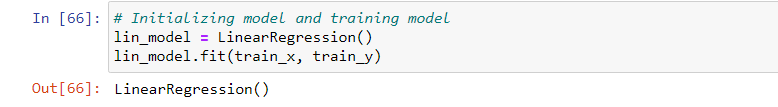 In [66]: # Initializing model and training model
lin_model = LinearRegression()
lin_model.fit(train_x, train_y)
Out[66]: LinearRegression()